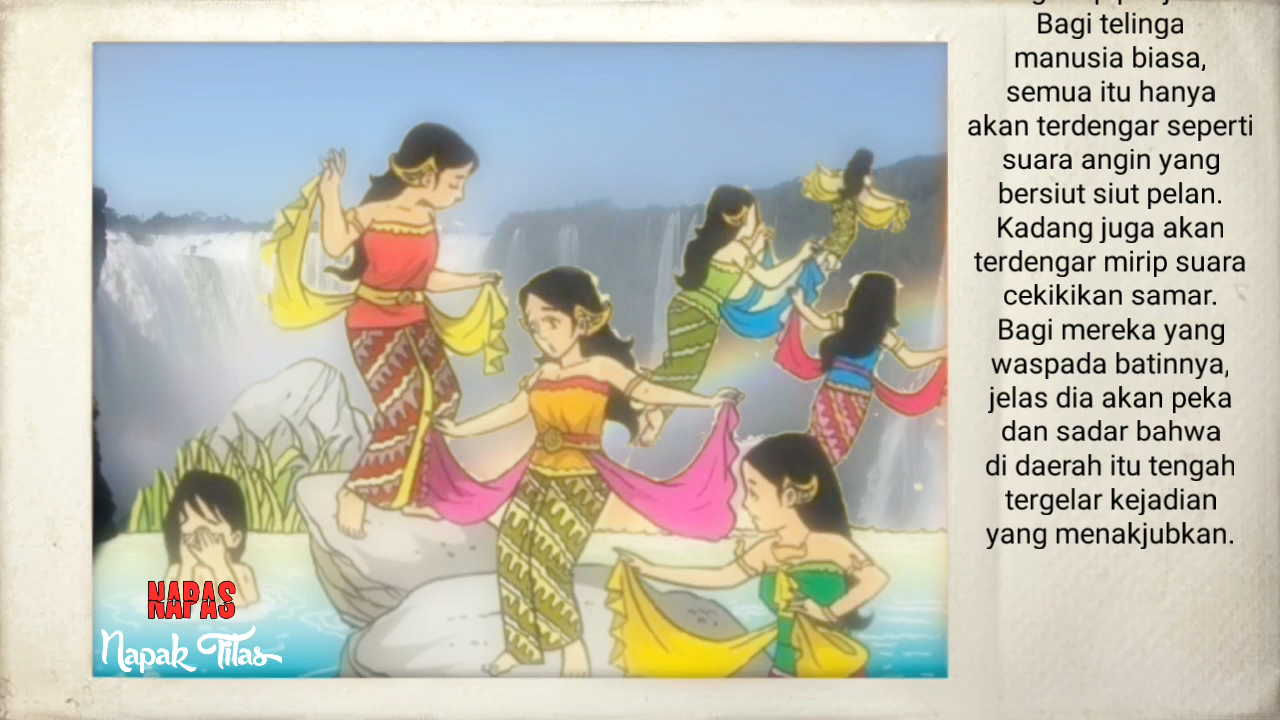 Bagi telinga
manusia biasa,
semua itu hanya
akan terdengar seperti
suara angin yang
bersiut siut pelan.
Kadang juga akan
terdengar mirip suara
cekikikan samar.
Bagi mereka yang
waspada batinnya,
jelas dia akan peka
dan sadar bahwa
di daerah itu tengah
tergelar kejadian
yang menakjubkan.
NAPAS
Napak Tilas